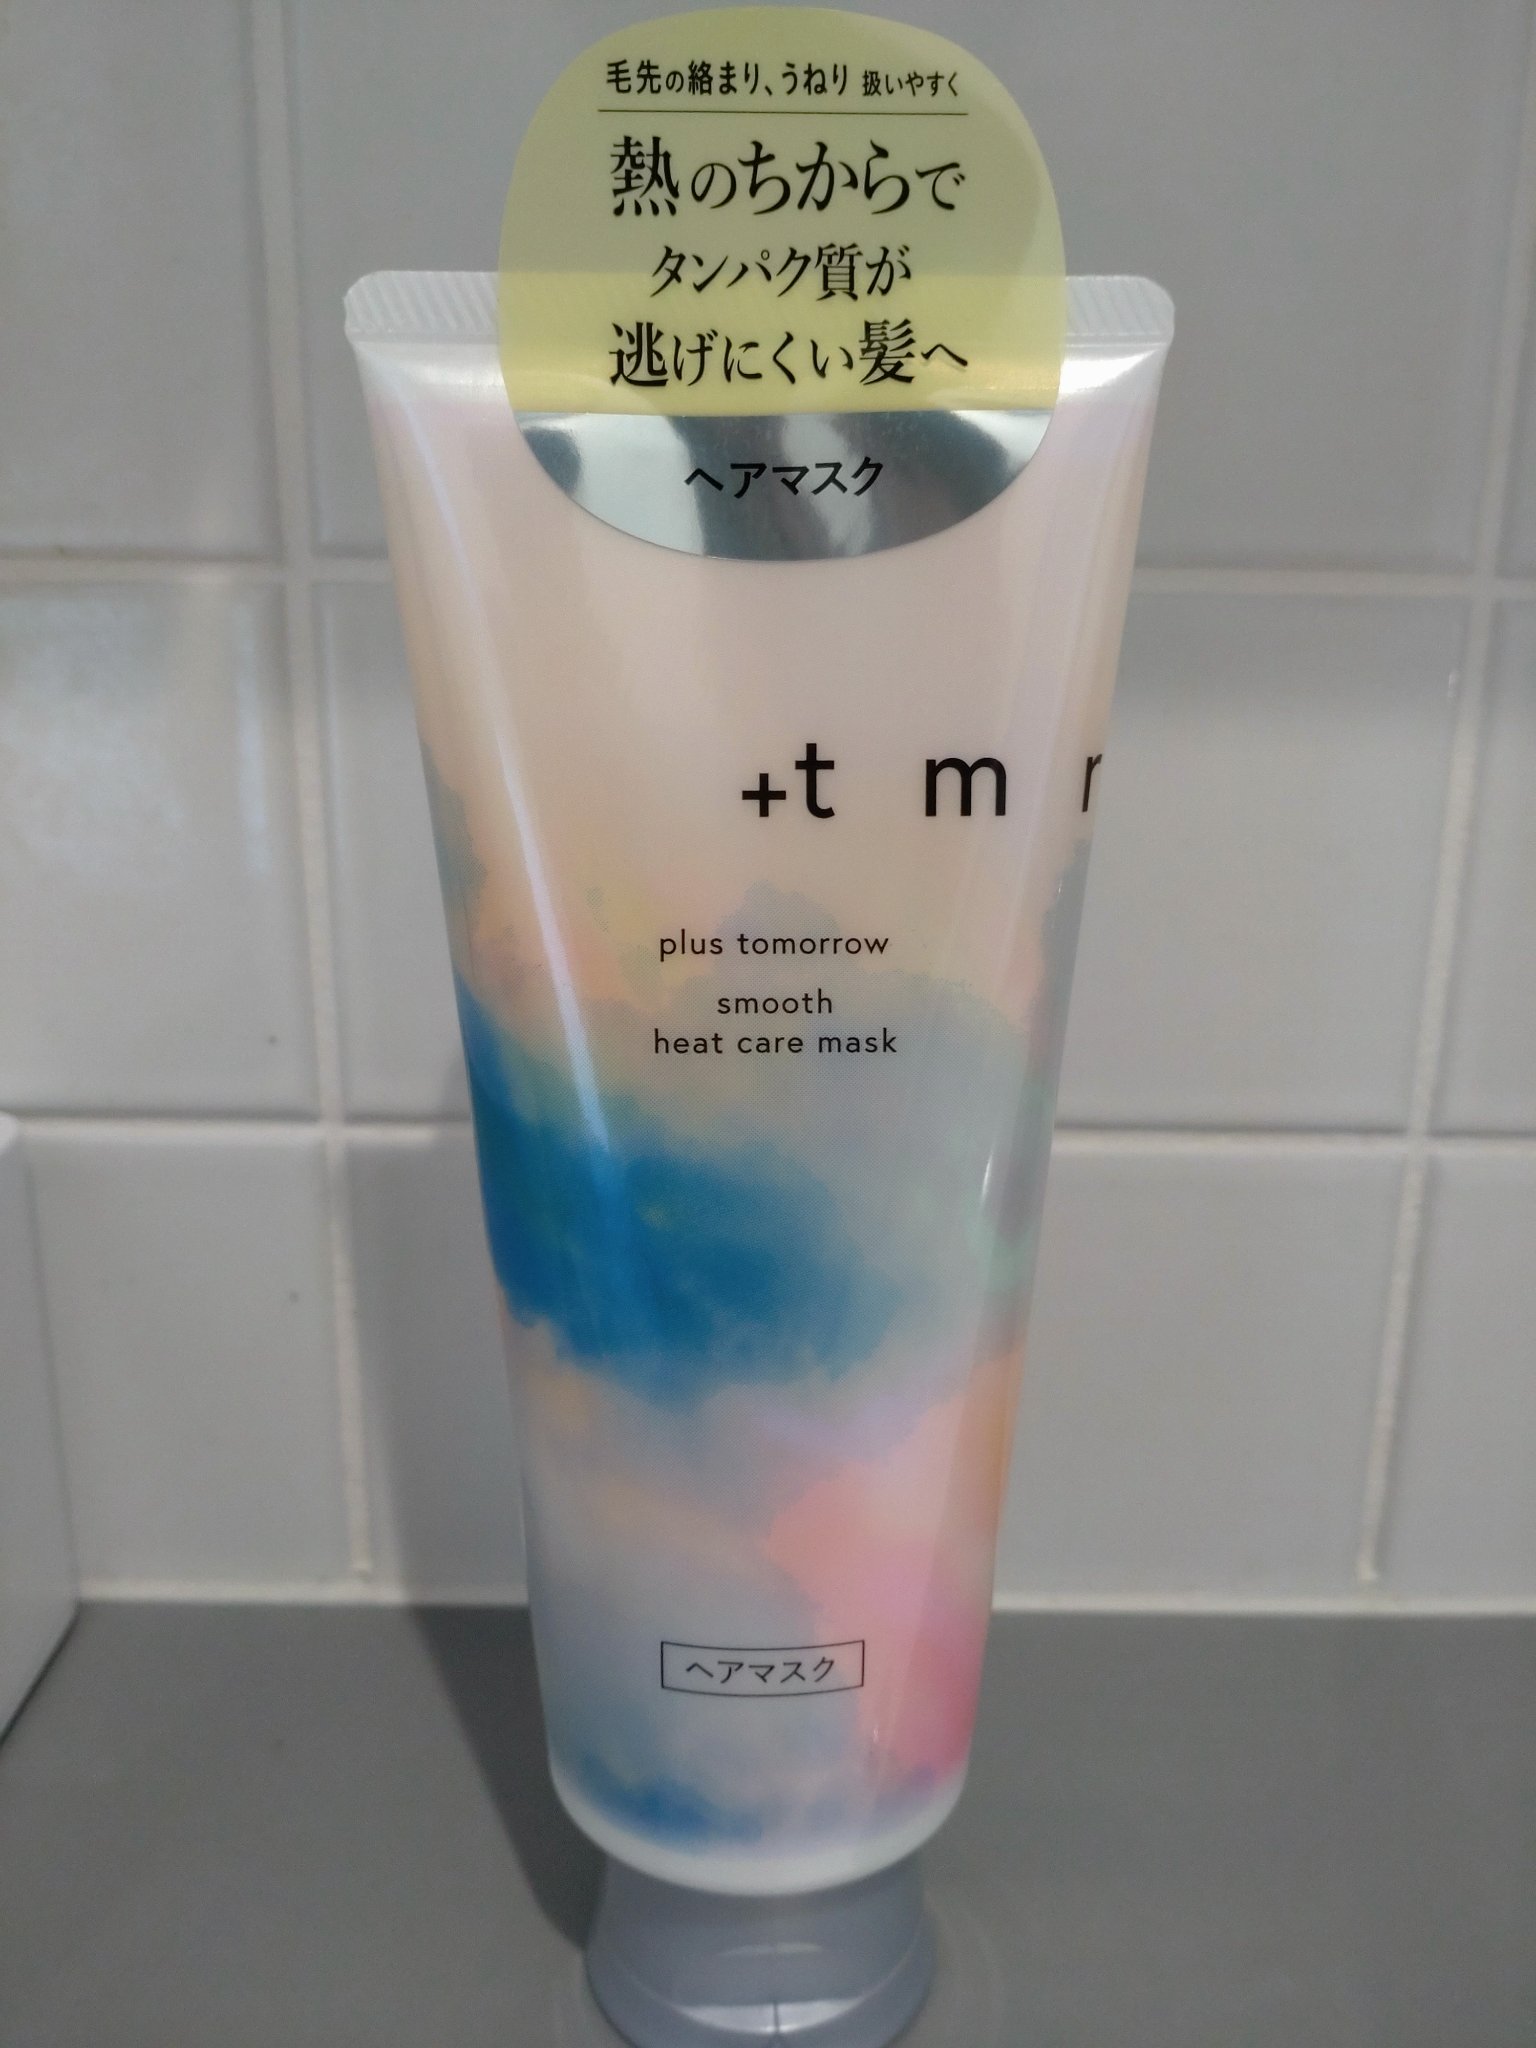 毛先の絡まり、うねり 扱いやすく
熱のちからで
タンパク質が
逃げにくい髪へ
ヘアマスク
+t m r
plus tomorrow
smooth
heat care mask
ヘアマスク